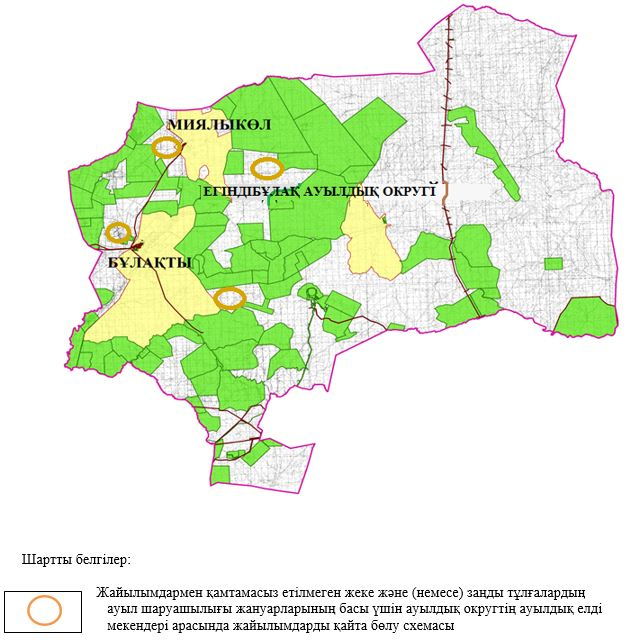 МИЯЛЫКӨЛ
ЕГІНДІБҰЛАҚ АУЫЛДЫҚ ОКРУГІ
БҰЛАҚТЫ
Шартты белгілер:
Жайылымдармен қамтамасыз етілмеген жеке және (немесе) заңды тұлғалардың
ауыл шаруашылығы жануарларының басы үшін ауылдық округтің ауылдық елді
мекендері арасында жайылымдарды қайта бөлу схемасы